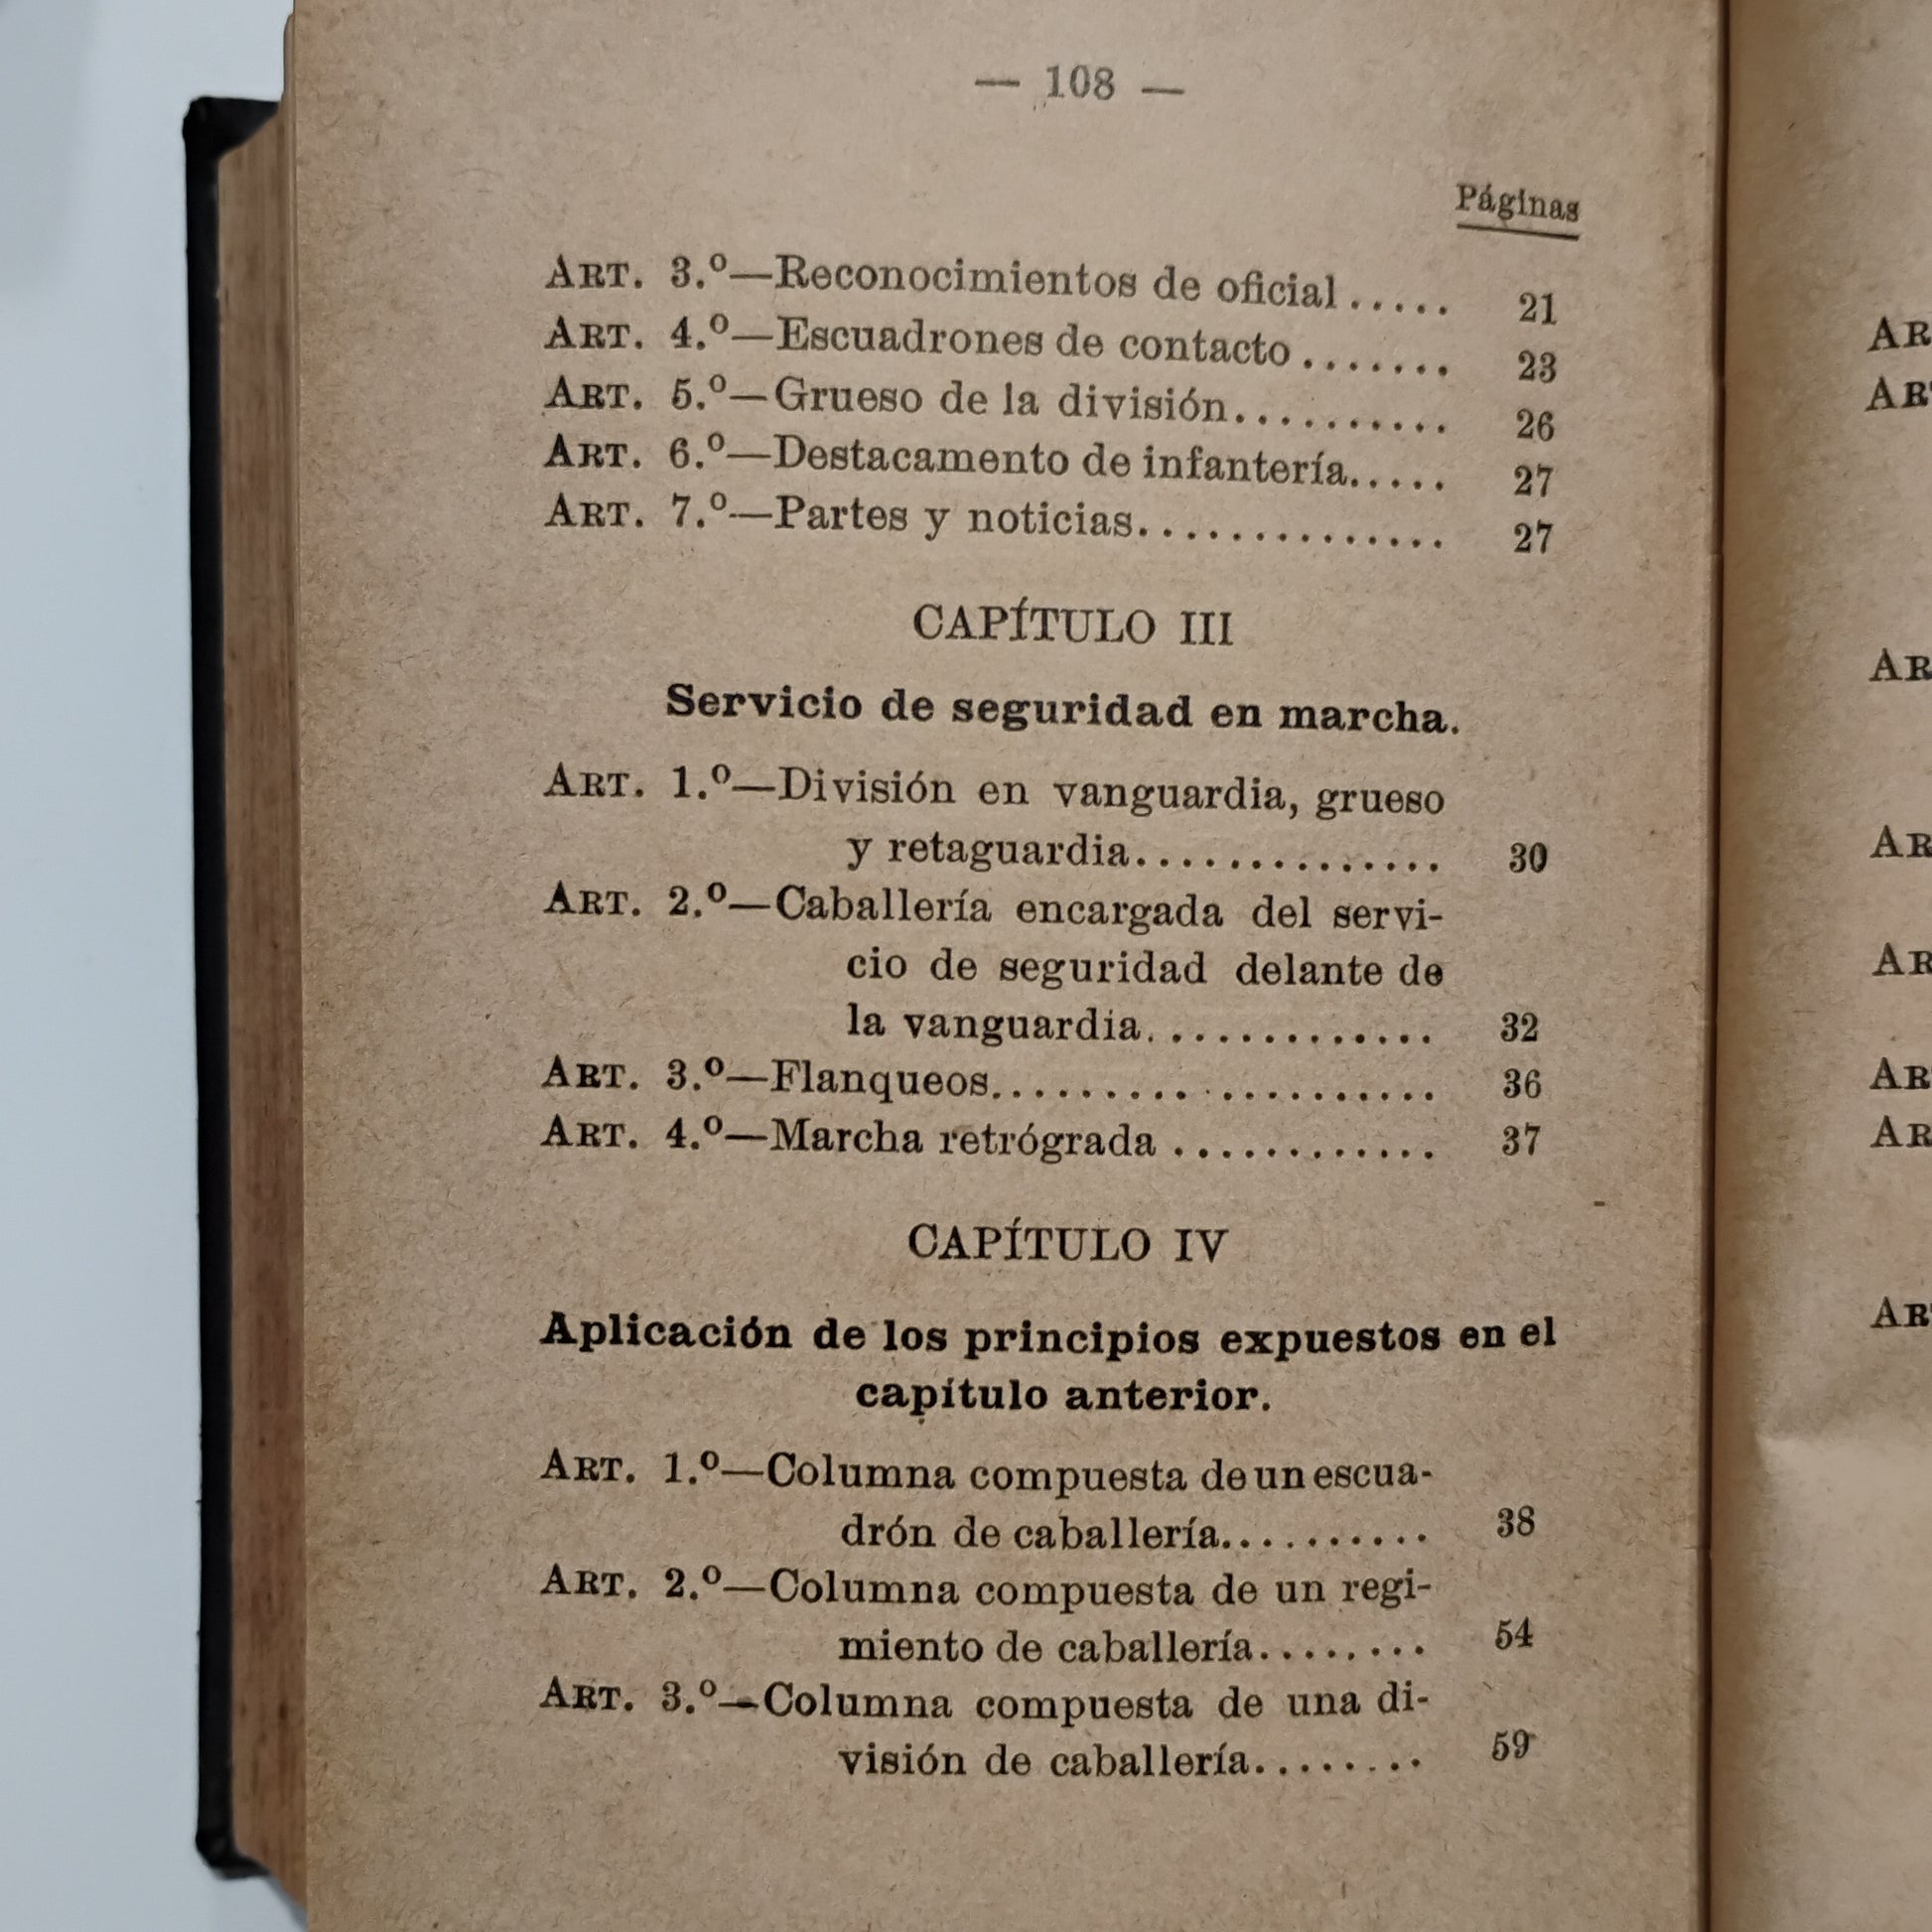 — 108 —
Páginas
ART. 3.º—Reconocimientos de oficial..... 21
ART. 4.º—Escuadrones de contacto....... 23
ART. 5.º—Grueso de la división.......... 26
ART. 6.º—Destacamento de infantería..... 27
ART. 7.º—Partes y noticias.............. 27
CAPÍTULO III
Servicio de seguridad en marcha.
ART. 1.º—División en vanguardia, grueso
y retaguardia.............. 30
ART. 2.º—Caballería encargada del servi-
cio de seguridad delante de
la vanguardia............. 32
ART. 3.º—Flanqueos................... 36
ART. 4.º—Marcha retrógrada ............ 37
CAPÍTULO IV
Aplicación de los principios expuestos en el
capítulo anterior.
ART. 1.º—Columna compuesta de un escua-
drón de caballería.......... 38
ART. 2.º—Columna compuesta de un regi-
miento de caballería........ 54
ART. 3.º—Columna compuesta de una di-
visión de caballería........ 59